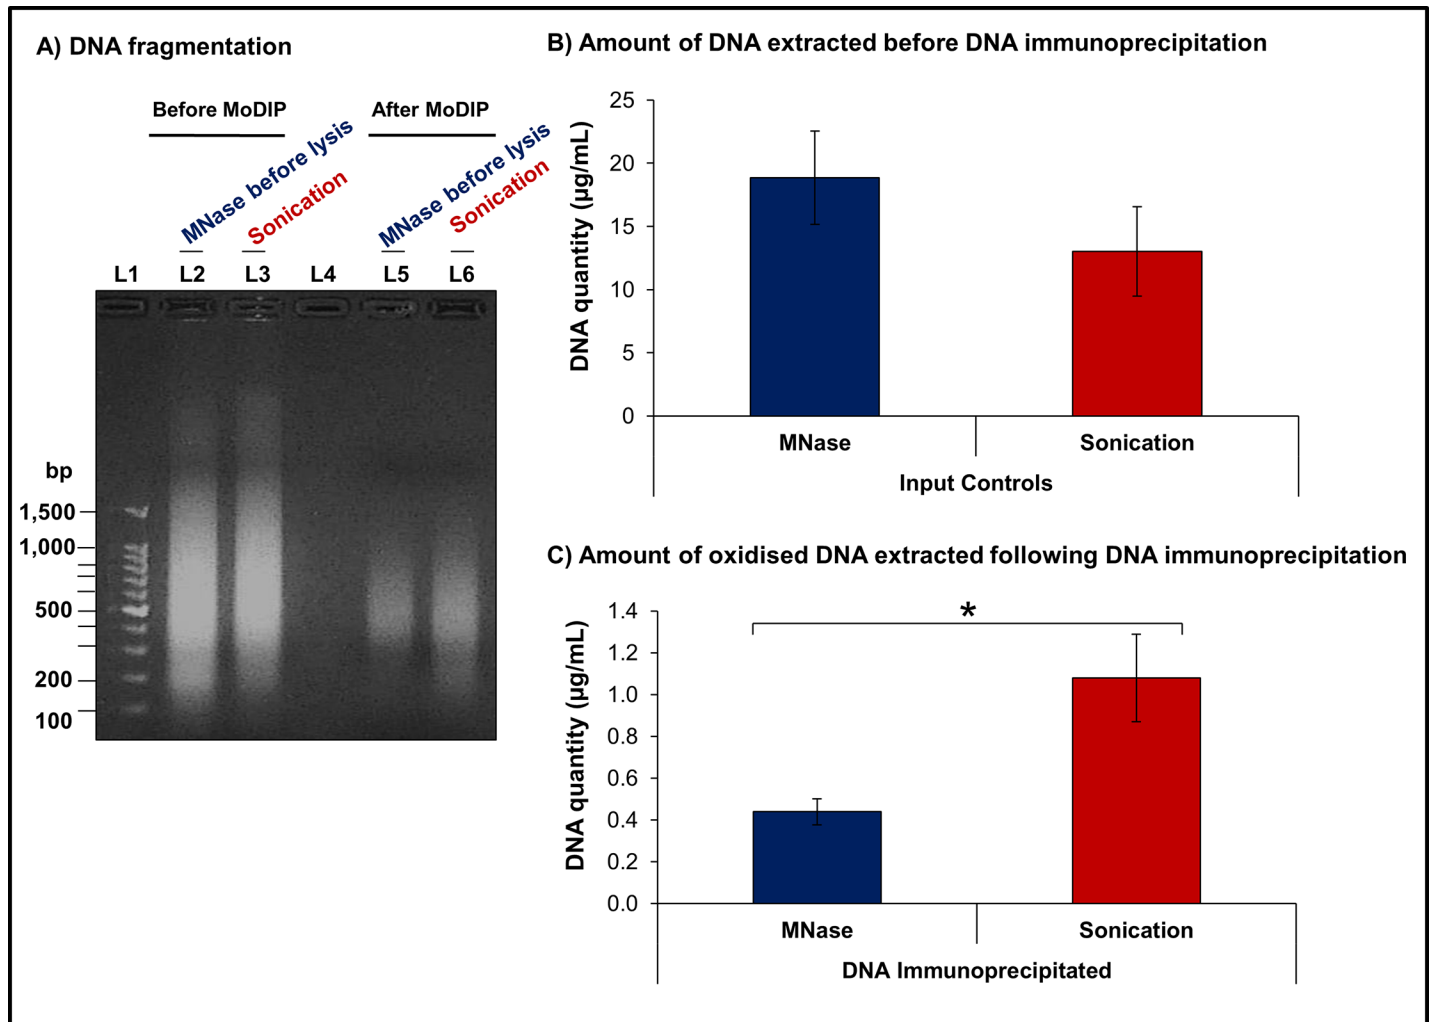 A) DNA fragmentation
Before MoDIP
After MoDIP
MNase before lysis
Sonication
MNase before lysis
Sonication
L1 L2 L3 L4 L5 L6
bp
1,500
1,000
500
200
100
B) Amount of DNA extracted before DNA immunoprecipitation
DNA quantity (µg/mL)
25
20
15
10
5
0
MNase
Sonication
Input Controls
C) Amount of oxidised DNA extracted following DNA immunoprecipitation
DNA quantity (µg/mL)
1.4
1.2
1.0
0.8
0.6
0.4
0.2
0.0
*
MNase
Sonication
DNA Immunoprecipitated